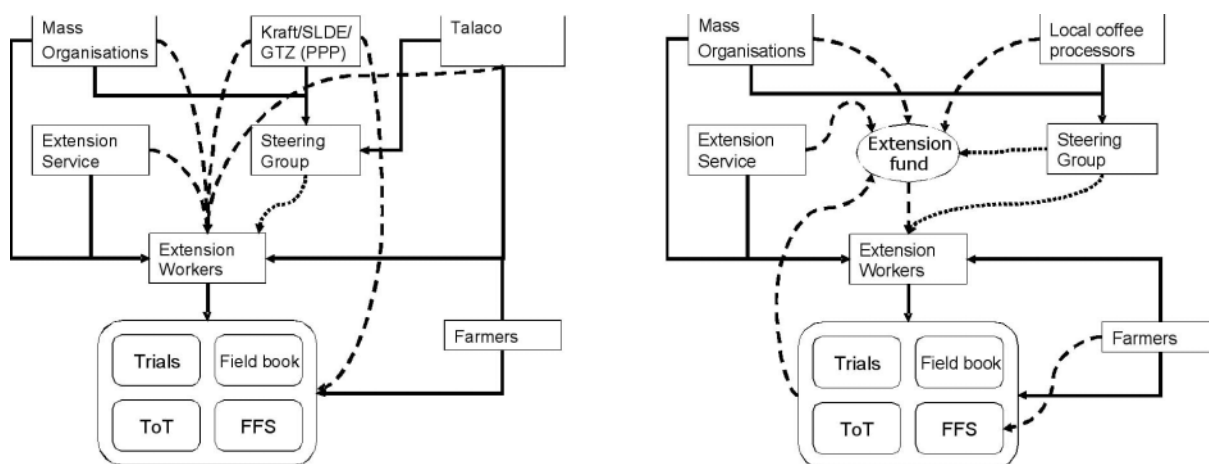 Mass
Organisations
Kraft/SLDE/
GTZ (PPP)
Talaco
Extension
Service
Steering
Group
Extension
Workers
Farmers
Trials
Field book
ToT
FFS
Mass
Organisations
Local coffee
processors
Extension
Service
Extension
fund
Steering
Group
Extension
Workers
Farmers
Trials
Field book
ToT
FFS